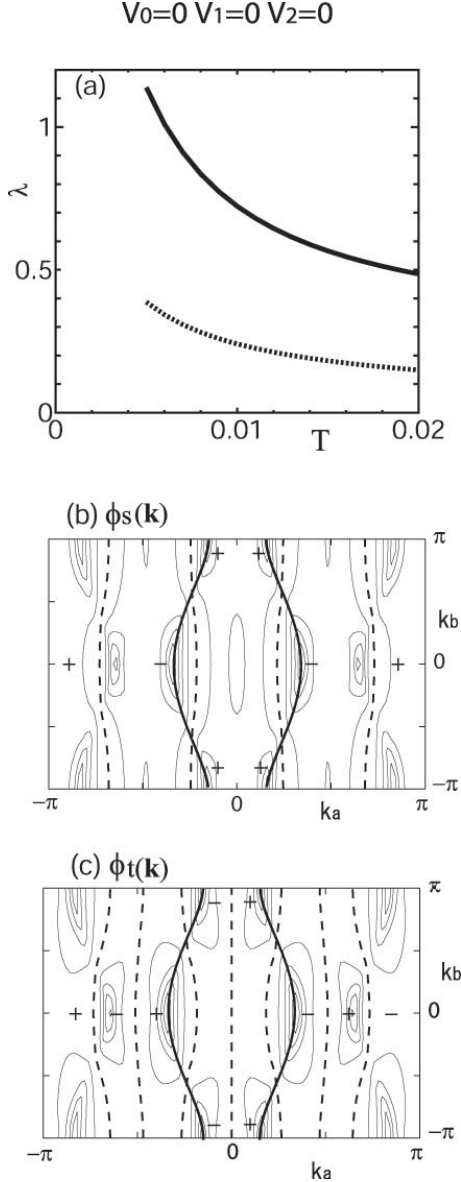 V0=0 V1=0 V2=0
(a)
1
λ
0.5
0
0 0.01 T 0.02
(b) ϕs(k)
π
kb
+ +
+ − − + 0
+ +
−π
−π 0 ka π
(c) ϕt(k)
π
− +
kb
+ − + − + − 0
+ −
−π
−π 0 ka π